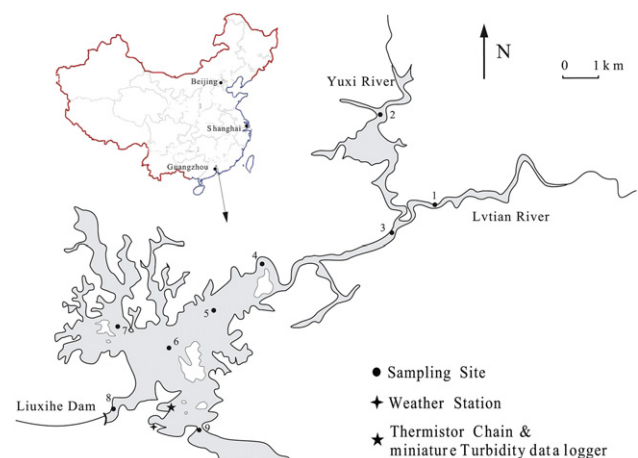 Beijing
Shanghai
Guangzhou
N
0 1 km
Yuxi River
2
1
Lvtian River
3
4
5
7
6
8
Liuxihe Dam
9
Sampling Site
Weather Station
Thermistor Chain &
miniature Turbidity data logger